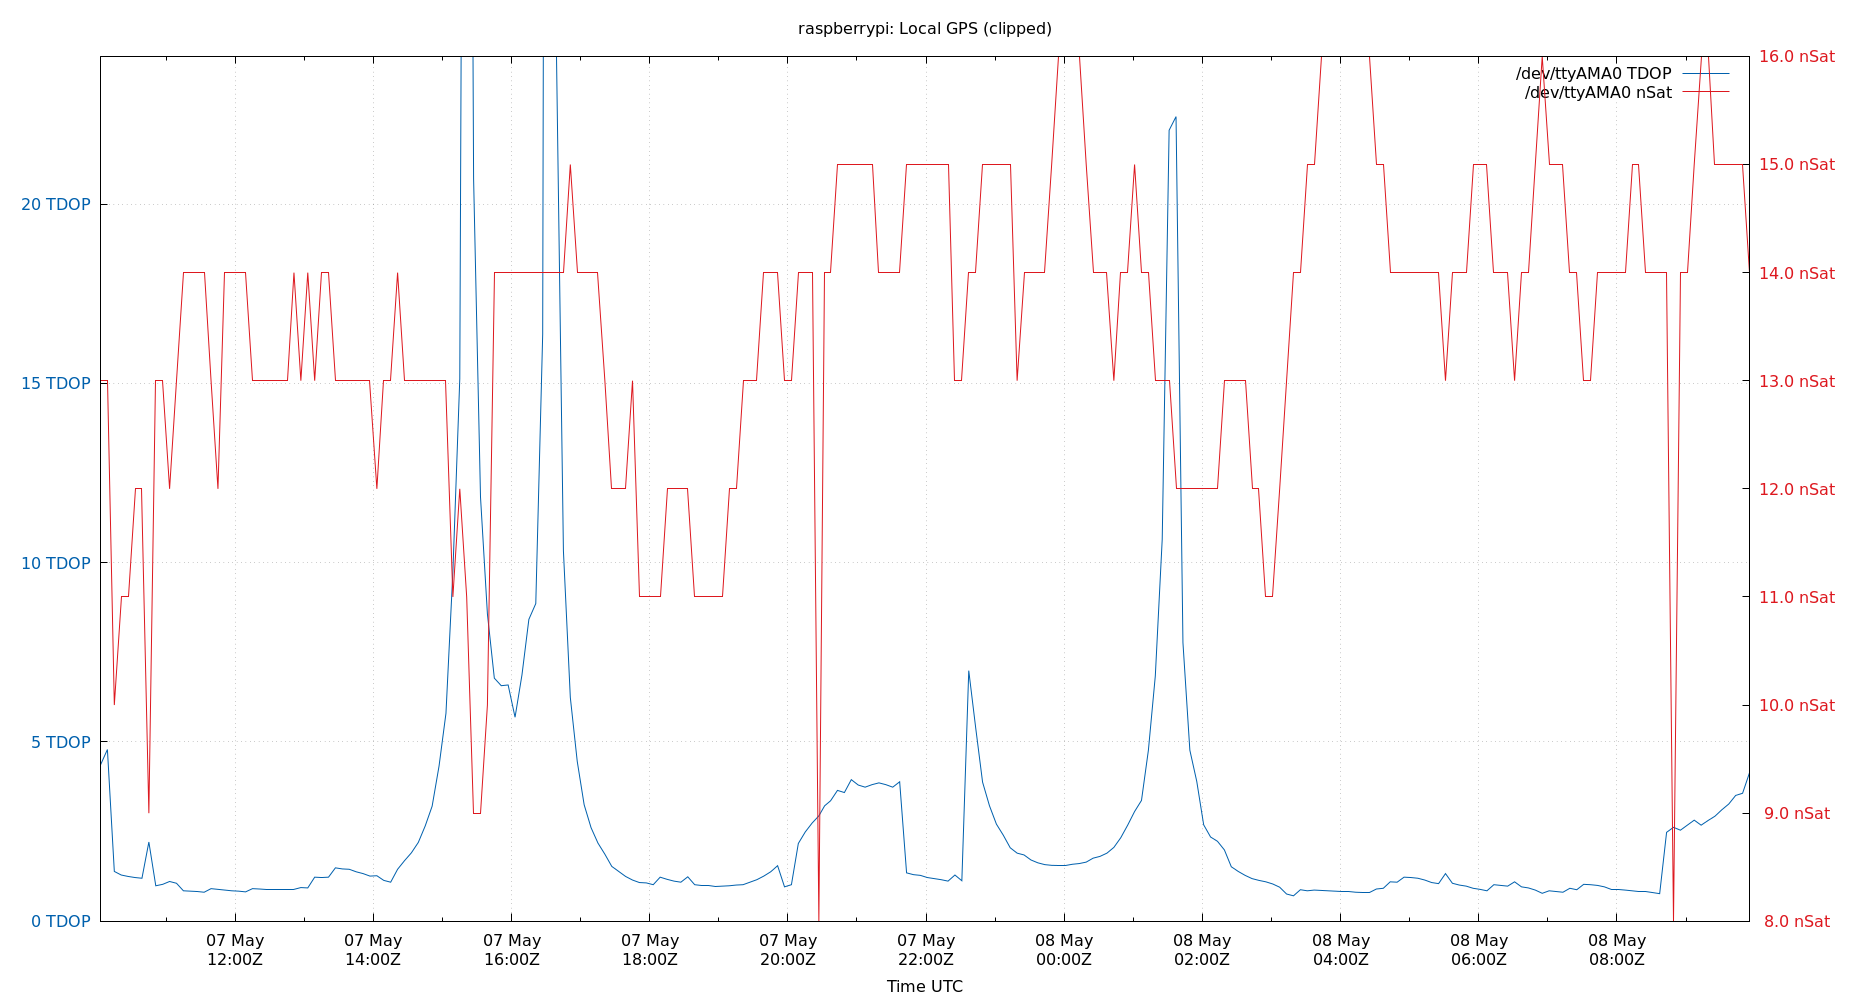 raspberrypi: Local GPS (clipped)
/dev/ttyAMA0 TDOP
/dev/ttyAMA0 nSat
20 TDOP
15 TDOP
10 TDOP
5 TDOP
0 TDOP
16.0 nSat
15.0 nSat
14.0 nSat
13.0 nSat
12.0 nSat
11.0 nSat
10.0 nSat
9.0 nSat
8.0 nSat
07 May
12:00Z
07 May
14:00Z
07 May
16:00Z
07 May
18:00Z
07 May
20:00Z
07 May
22:00Z
08 May
00:00Z
08 May
02:00Z
08 May
04:00Z
08 May
06:00Z
08 May
08:00Z
Time UTC